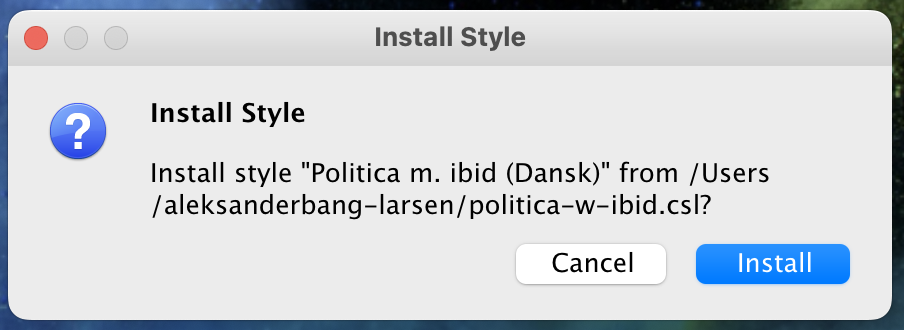 Install Style
Install Style
Install style "Politica m. ibid (Dansk)" from /Users
/aleksanderbang-larsen/politica-w-ibid.csl?
Cancel
Install